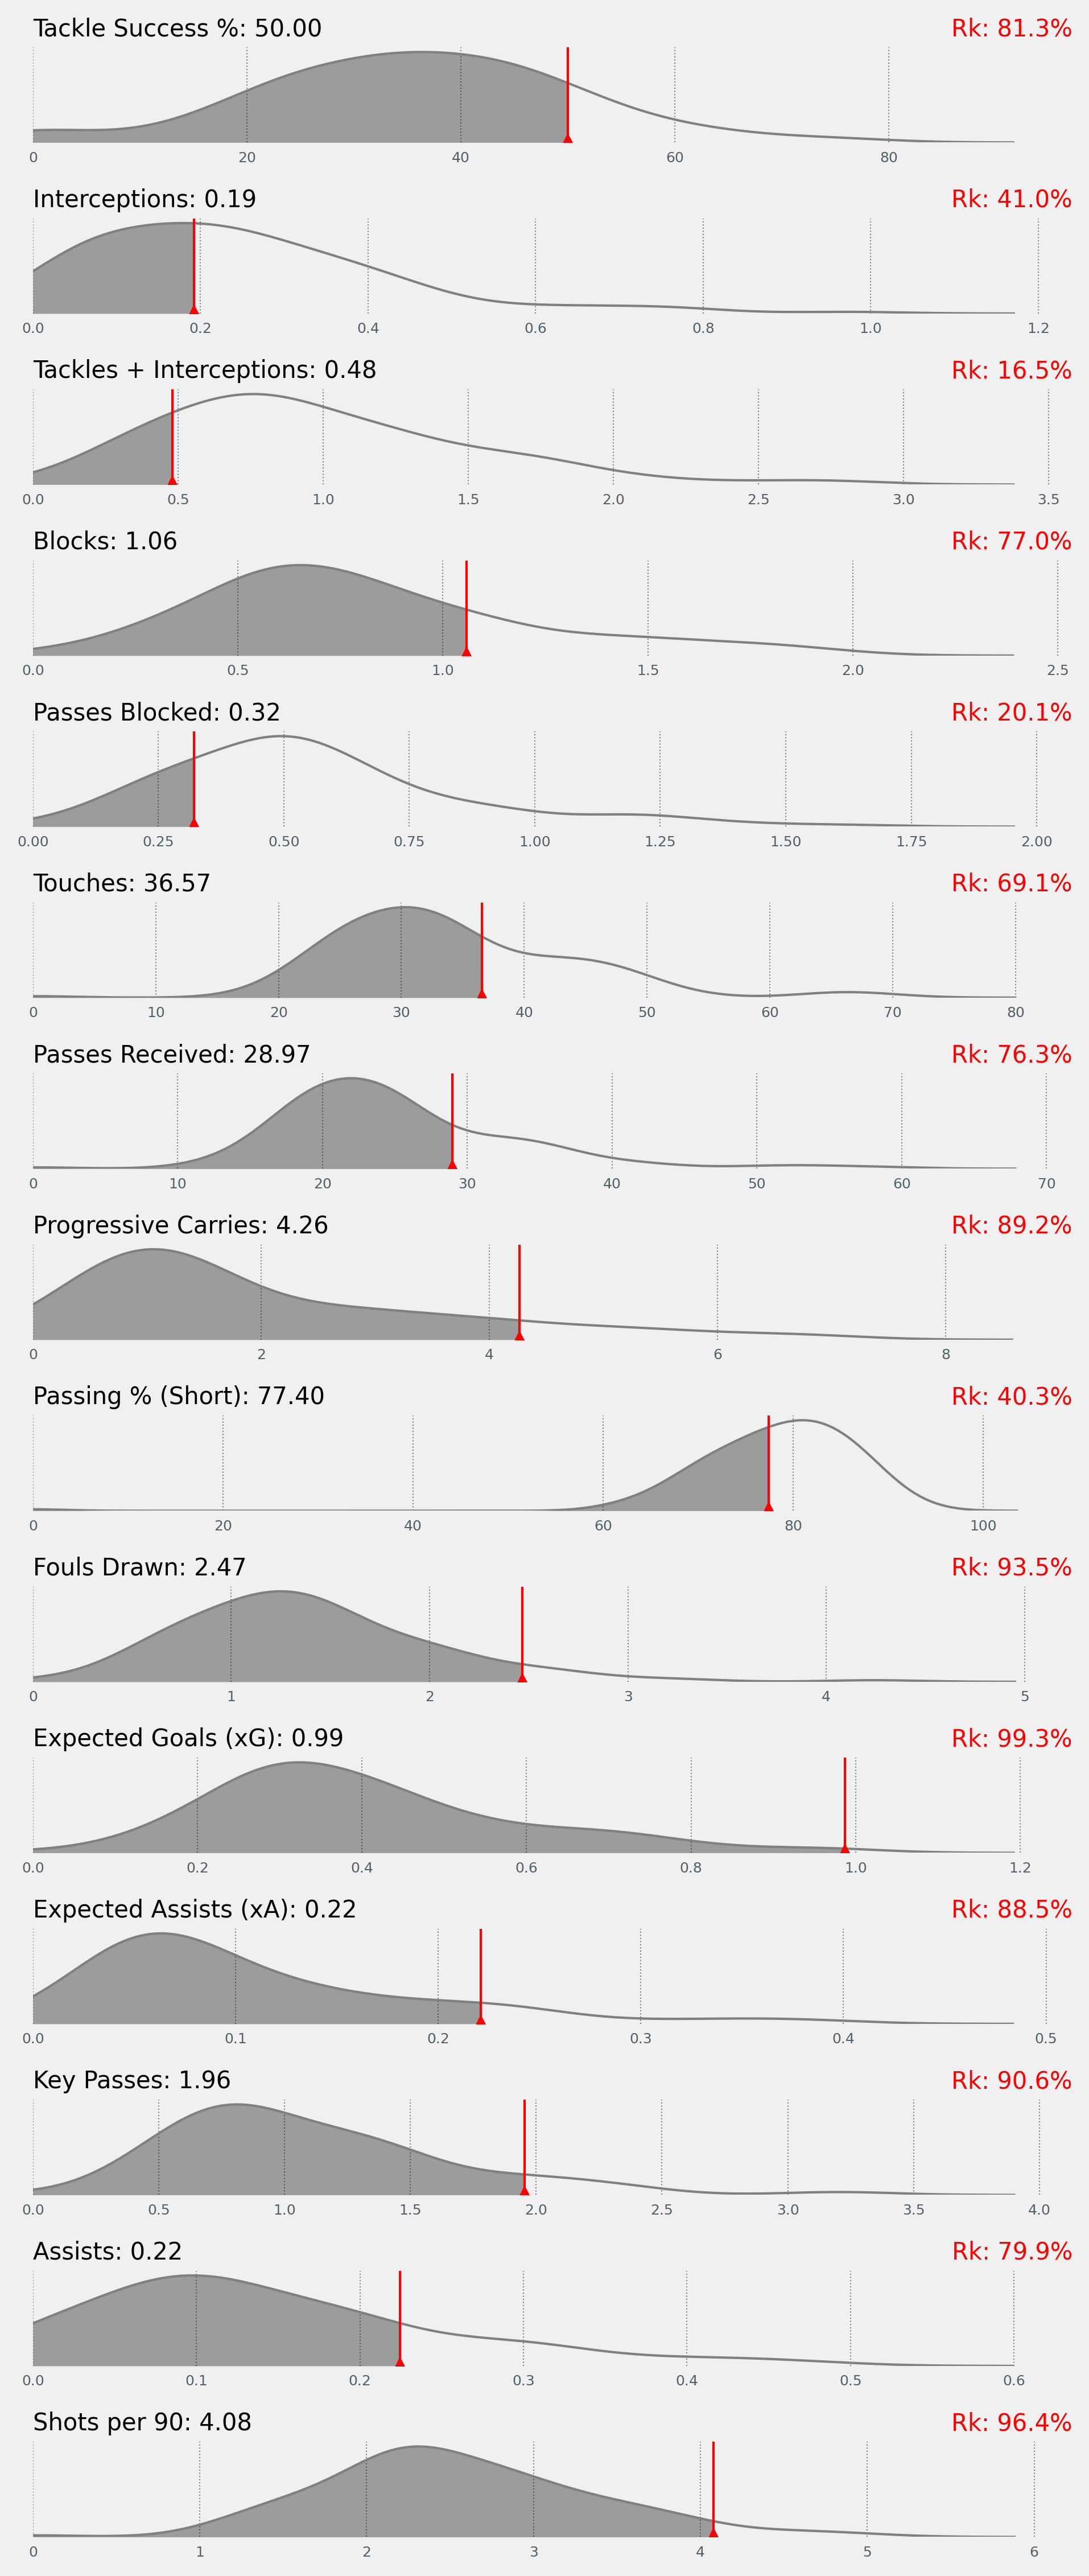 Tackle Success %: 50.00 Rk: 81.3%
0 20 40 60 80
Interceptions: 0.19 Rk: 41.0%
0.0 0.2 0.4 0.6 0.8 1.0 1.2
Tackles + Interceptions: 0.48 Rk: 16.5%
0.0 0.5 1.0 1.5 2.0 2.5 3.0 3.5
Blocks: 1.06 Rk: 77.0%
0.0 0.5 1.0 1.5 2.0 2.5
Passes Blocked: 0.32 Rk: 20.1%
0.00 0.25 0.50 0.75 1.00 1.25 1.50 1.75 2.00
Touches: 36.57 Rk: 69.1%
0 10 20 30 40 50 60 70 80
Passes Received: 28.97 Rk: 76.3%
0 10 20 30 40 50 60 70
Progressive Carries: 4.26 Rk: 89.2%
0 2 4 6 8
Passing % (Short): 77.40 Rk: 40.3%
0 20 40 60 80 100
Fouls Drawn: 2.47 Rk: 93.5%
0 1 2 3 4 5
Expected Goals (xG): 0.99 Rk: 99.3%
0.0 0.2 0.4 0.6 0.8 1.0 1.2
Expected Assists (xA): 0.22 Rk: 88.5%
0.0 0.1 0.2 0.3 0.4 0.5
Key Passes: 1.96 Rk: 90.6%
0.0 0.5 1.0 1.5 2.0 2.5 3.0 3.5 4.0
Assists: 0.22 Rk: 79.9%
0.0 0.1 0.2 0.3 0.4 0.5 0.6
Shots per 90: 4.08 Rk: 96.4%
0 1 2 3 4 5 6